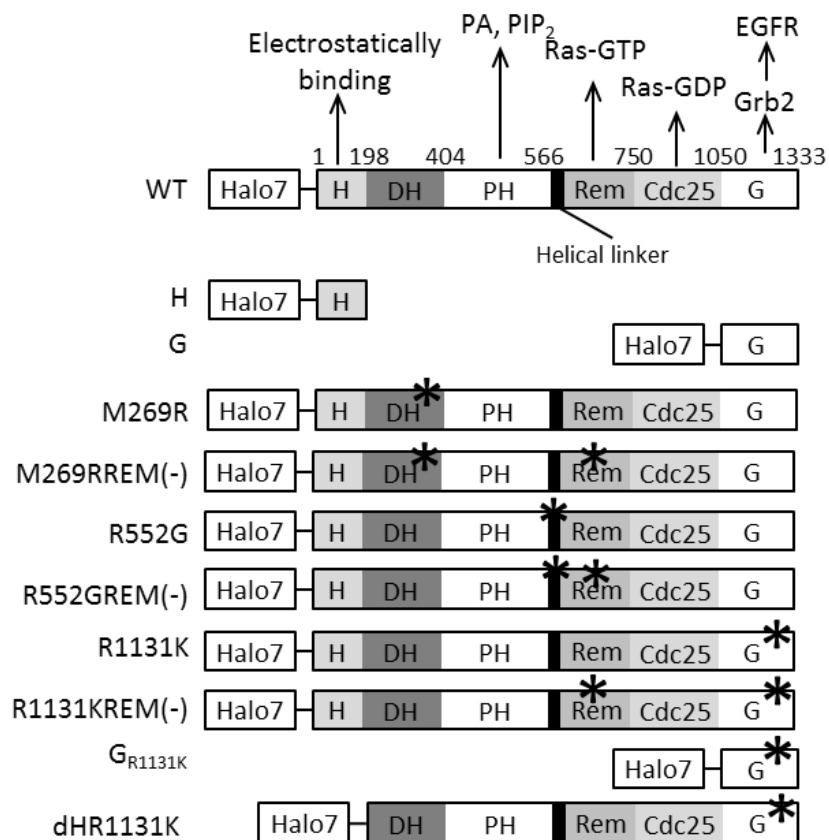 Electrostatically
binding
PA, PIP₂
Ras-GTP
Ras-GDP
EGFR
Grb2
1 198 404 566 750 1050 1333
WT Halo7 H DH PH Rem Cdc25 G
Helical linker
H Halo7 H
G Halo7 G
M269R Halo7 H DH* PH Rem Cdc25 G
M269RREM(-) Halo7 H DH* PH Rem* Cdc25 G
R552G Halo7 H DH PH * Rem Cdc25 G
R552GREM(-) Halo7 H DH PH * Rem* Cdc25 G
R1131K Halo7 H DH PH Rem Cdc25 G*
R1131KREM(-) Halo7 H DH PH Rem* Cdc25 G*
G_R1131K Halo7 G*
dHR1131K Halo7 DH PH Rem Cdc25 G*